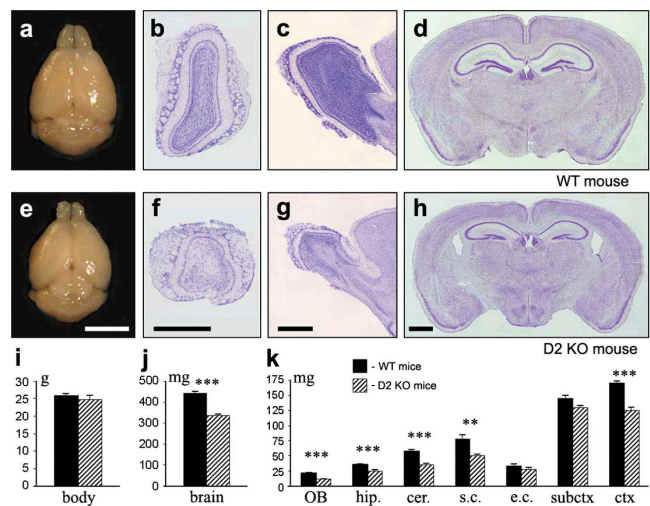 a b c d
WT mouse
e f g h
D2 KO mouse
i g j mg k mg
- WT mice
- D2 KO mice
30
25
20
15
10
5
0
body
500
400
300
200
100
0
***
brain
175
150
125
100
75
50
25
0
*** *** *** ** ***
OB hip. cer. s.c. e.c. subctx ctx